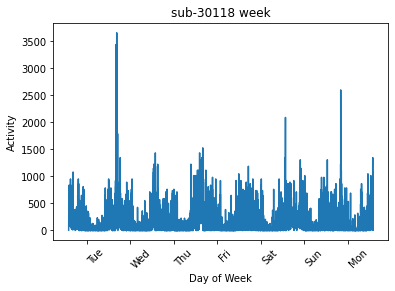 sub-30118 week
Activity
3500
3000
2500
2000
1500
1000
500
0
Tue
Wed
Thu
Fri
Sat
Sun
Mon
Day of Week